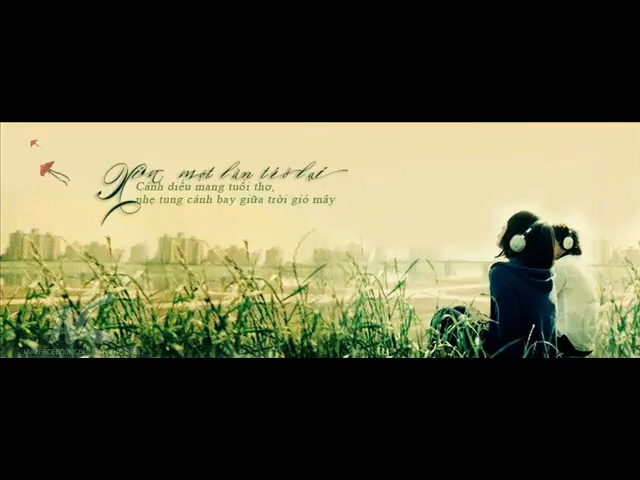 Xin một lần trở lại
Cánh diều mang tuổi thơ,
nhẹ tung cánh bay giữa trời gió mây